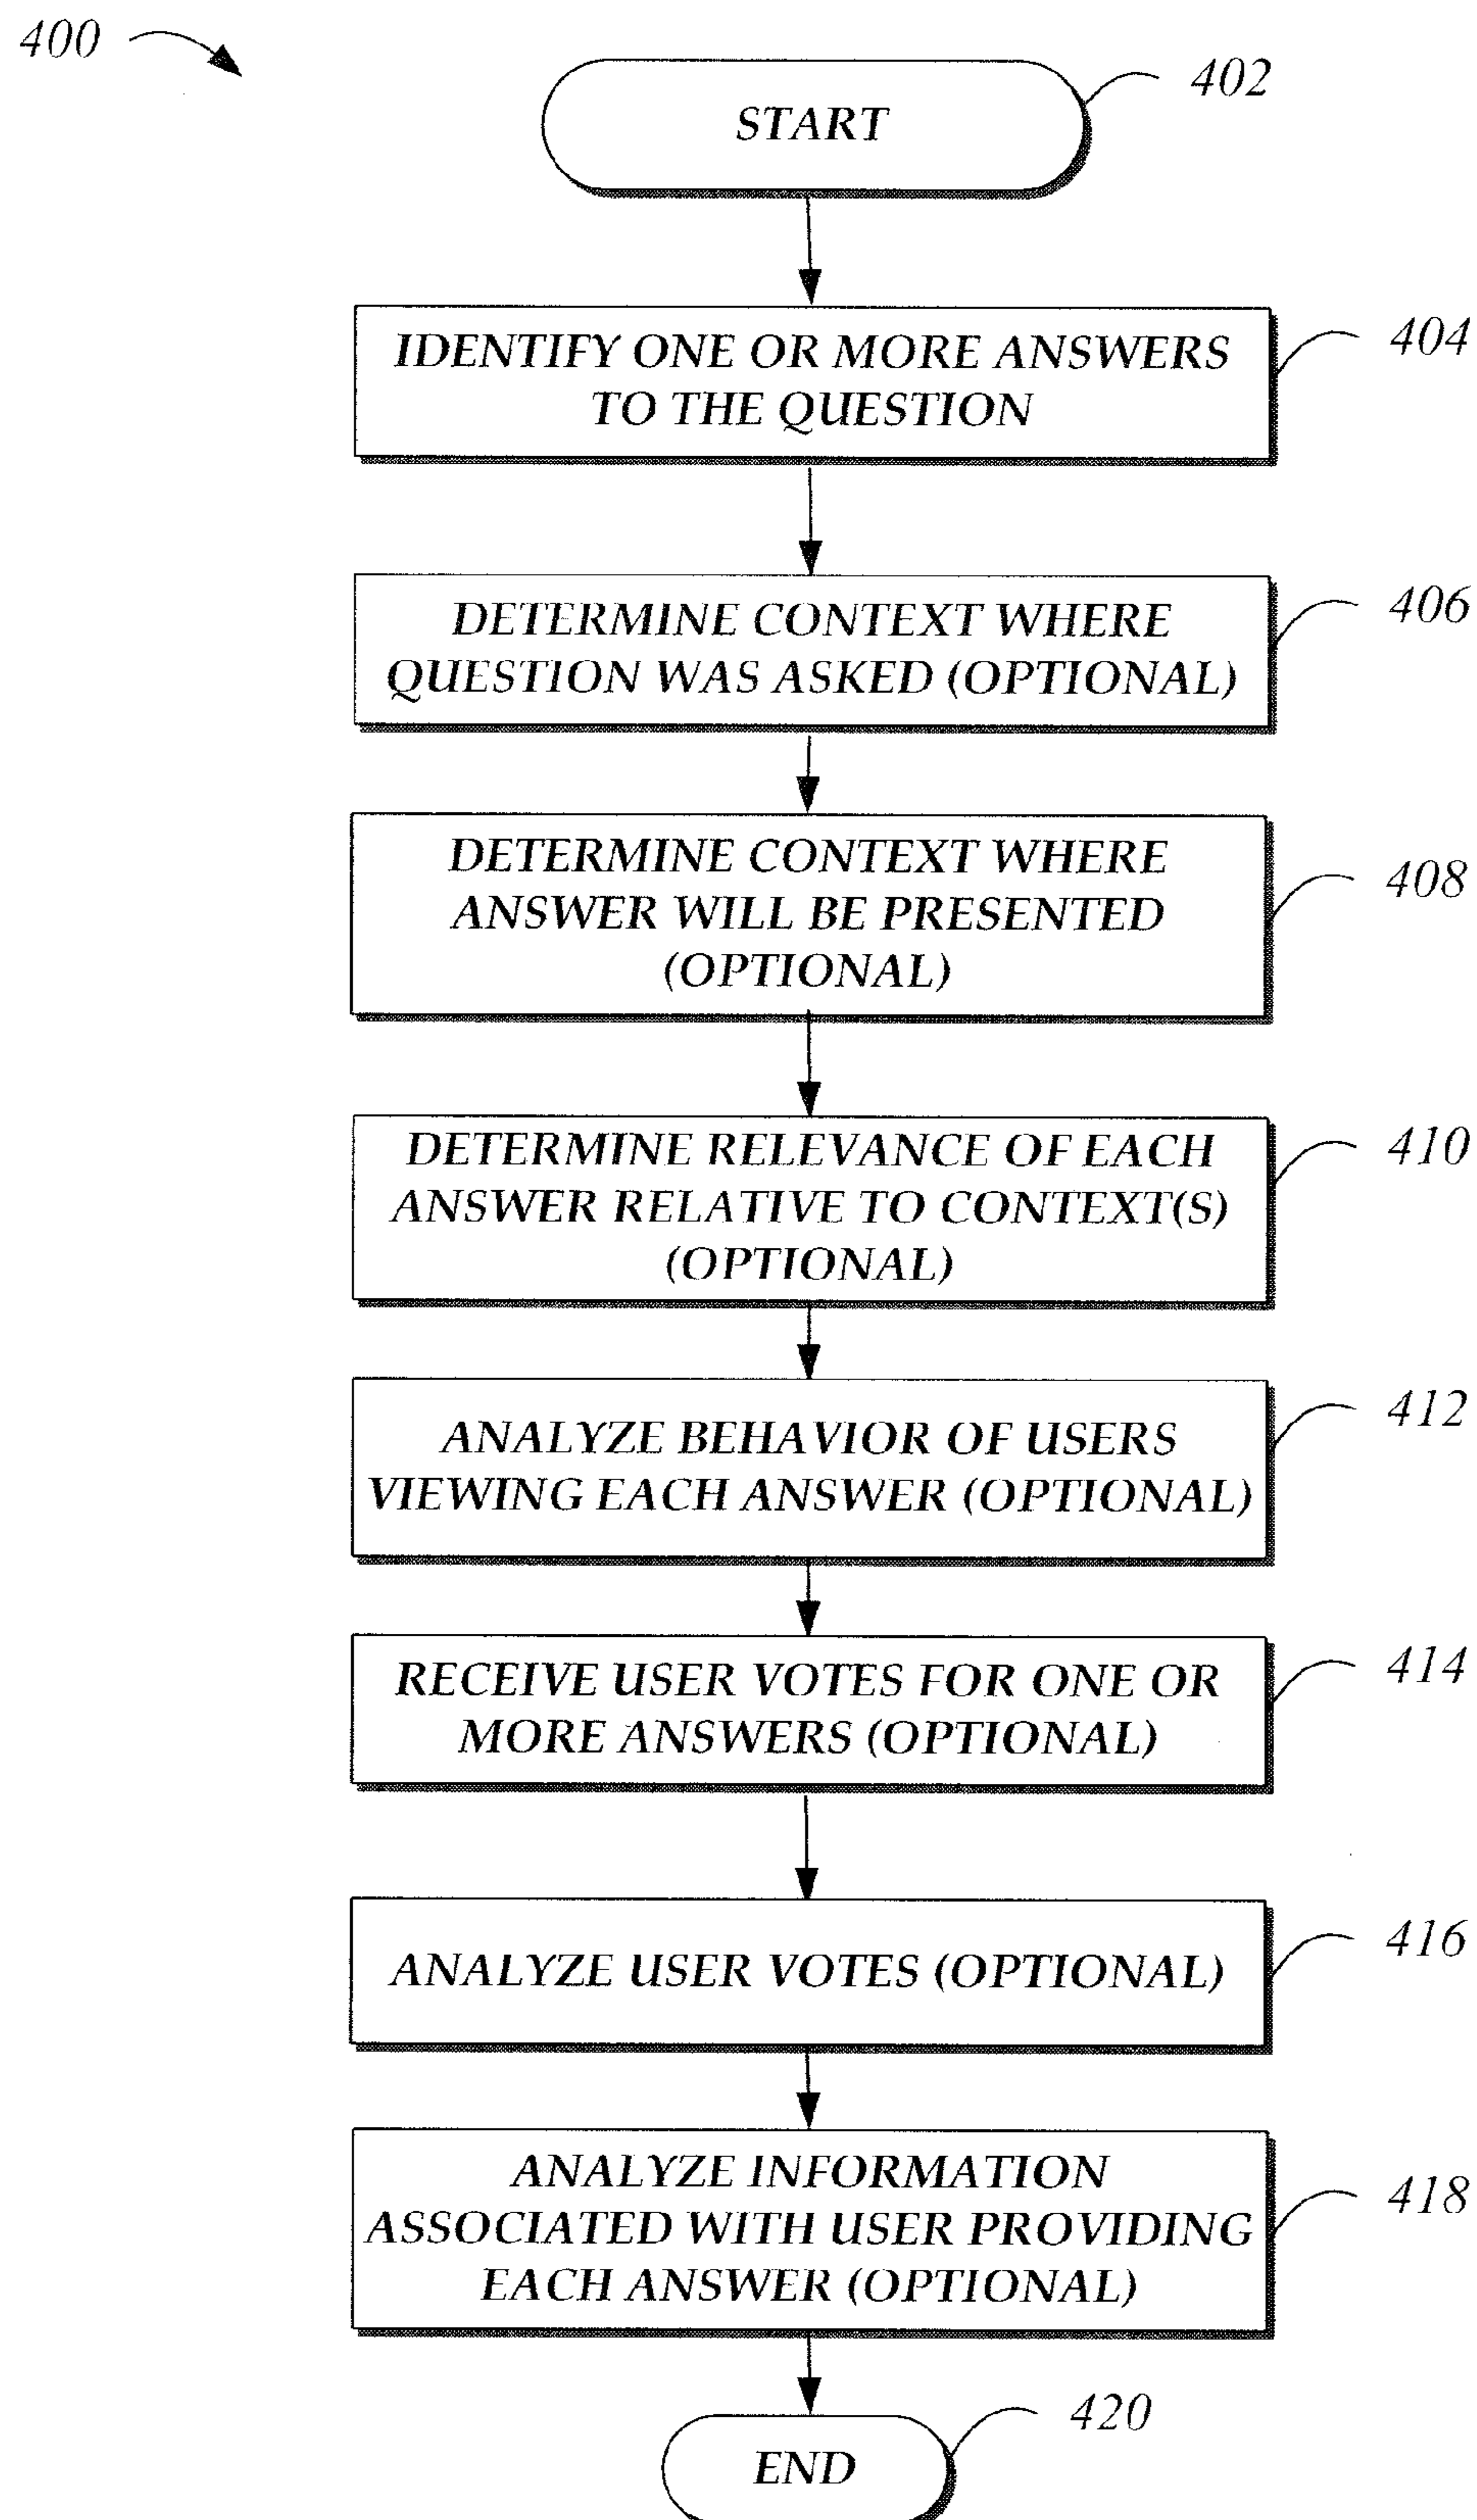 400
402
START
404
IDENTIFY ONE OR MORE ANSWERS
TO THE QUESTION
406
DETERMINE CONTEXT WHERE
QUESTION WAS ASKED (OPTIONAL)
408
DETERMINE CONTEXT WHERE
ANSWER WILL BE PRESENTED
(OPTIONAL)
410
DETERMINE RELEVANCE OF EACH
ANSWER RELATIVE TO CONTEXT(S)
(OPTIONAL)
412
ANALYZE BEHAVIOR OF USERS
VIEWING EACH ANSWER (OPTIONAL)
414
RECEIVE USER VOTES FOR ONE OR
MORE ANSWERS (OPTIONAL)
416
ANALYZE USER VOTES (OPTIONAL)
418
ANALYZE INFORMATION
ASSOCIATED WITH USER PROVIDING
EACH ANSWER (OPTIONAL)
420
END